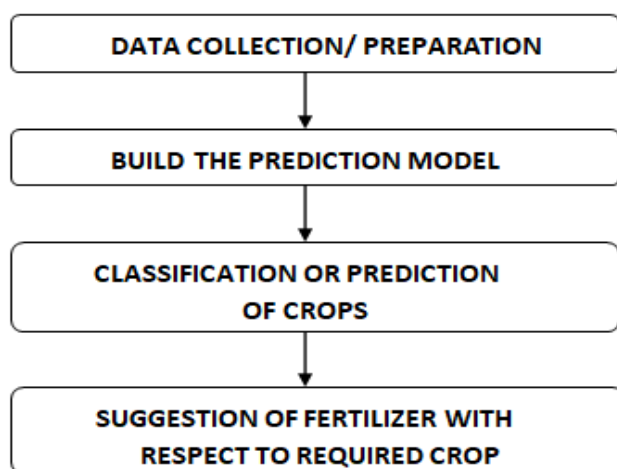 DATA COLLECTION/ PREPARATION
BUILD THE PREDICTION MODEL
CLASSIFICATION OR PREDICTION
OF CROPS
SUGGESTION OF FERTILIZER WITH
RESPECT TO REQUIRED CROP